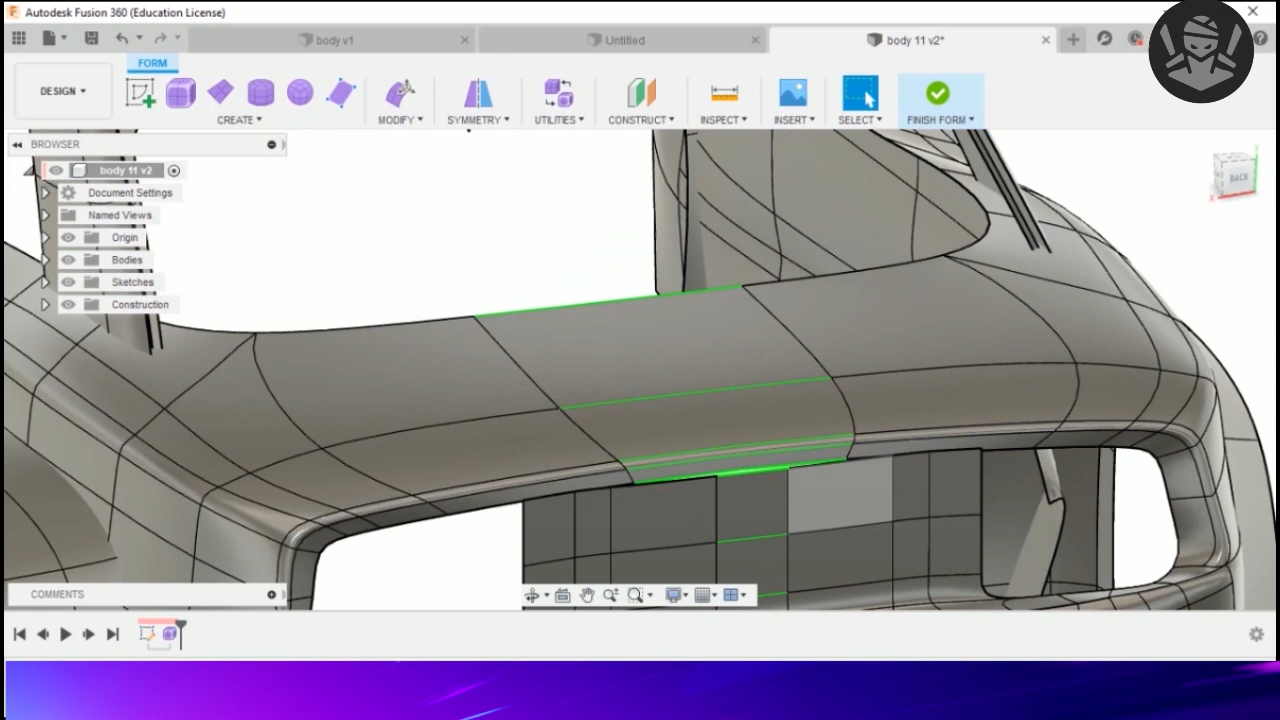 Autodesk Fusion 360 (Education License)
body v1
Untitled
body 11 v2*
FORM
DESIGN
CREATE
MODIFY
SYMMETRY
UTILITIES
CONSTRUCT
INSPECT
INSERT
SELECT
FINISH FORM
BROWSER
body 11 v2
Document Settings
Named Views
Origin
Bodies
Sketches
Construction
BACK
X
Y
COMMENTS